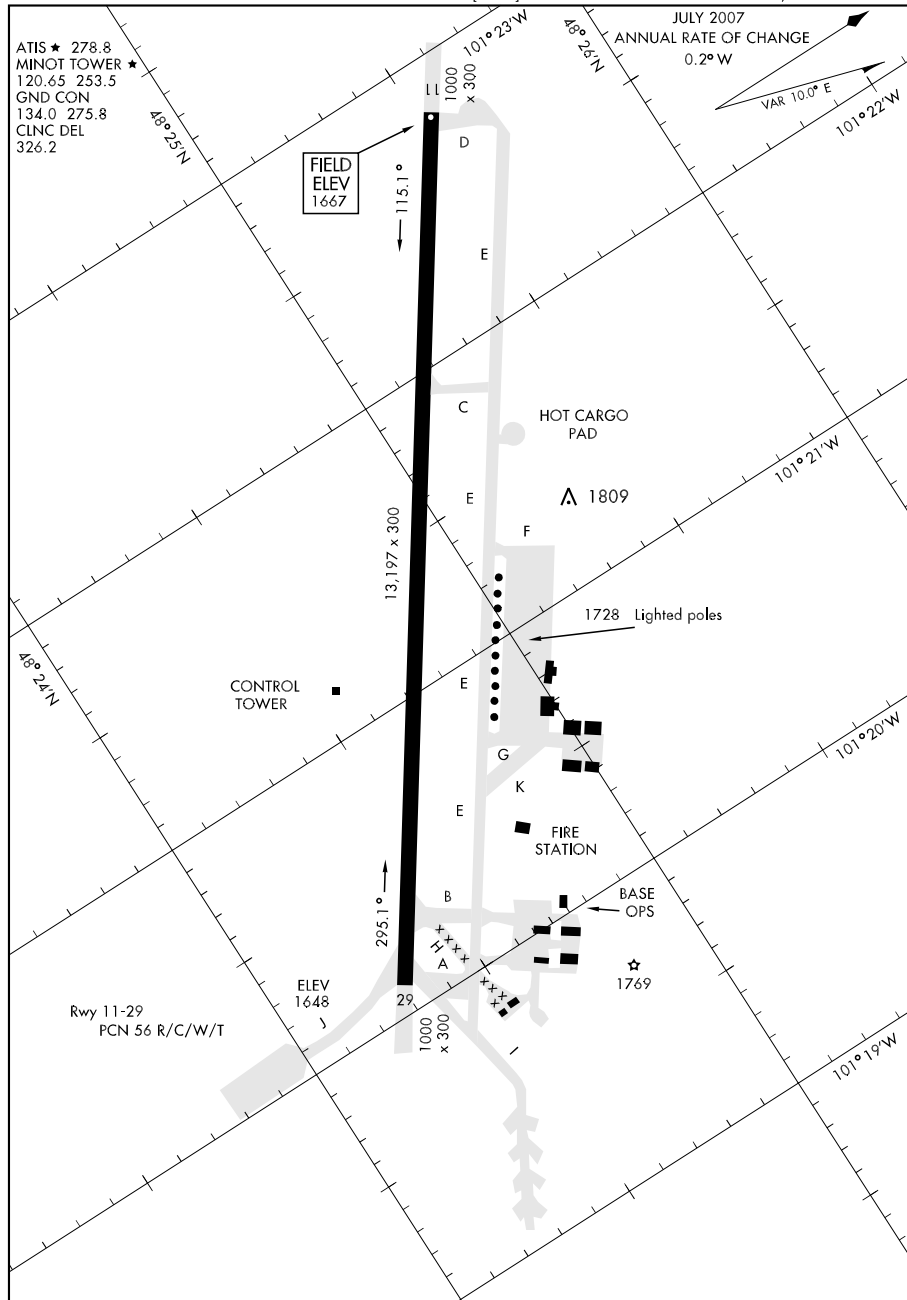 101° 23'W
48° 26'N
JULY 2007
ANNUAL RATE OF CHANGE
0.2° W
VAR 10.0° E
101° 22'W
ATIS ★ 278.8
MINOT TOWER ★
120.65 253.5
GND CON
134.0 275.8
CLNC DEL
326.2
48° 25'N
11
1000
x 300
D
FIELD
ELEV
1667
115.1°
E
C
HOT CARGO
PAD
101° 21'W
E
1809
F
13,197 x 300
1728 Lighted poles
48° 24'N
CONTROL
TOWER
E
101° 20'W
G
K
E
FIRE
STATION
295.1°
B
BASE
OPS
x x x x
H
A
1769
ELEV
1648
29
x x x x
J
Rwy 11-29
PCN 56 R/C/W/T
1000
x 300
I
101° 19'W